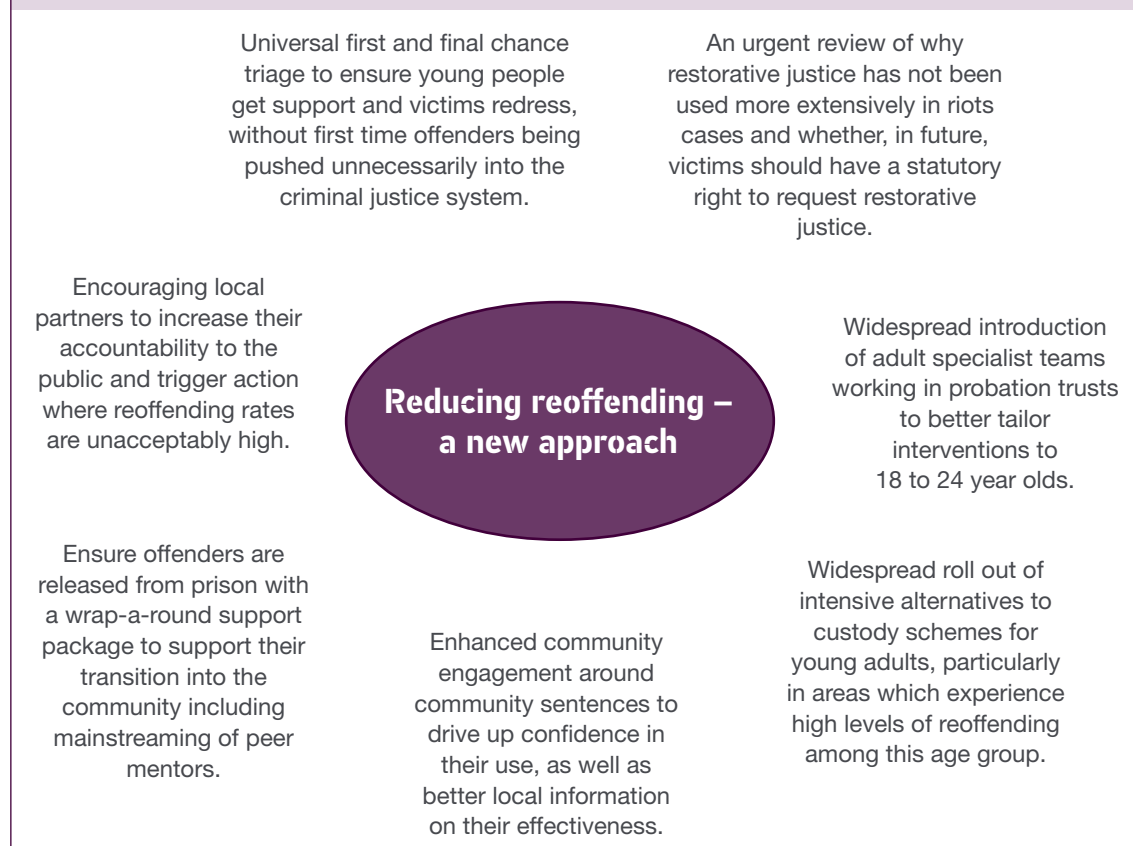 Universal first and final chance
triage to ensure young people
get support and victims redress,
without first time offenders being
pushed unnecessarily into the
criminal justice system.
An urgent review of why
restorative justice has not been
used more extensively in riots
cases and whether, in future,
victims should have a statutory
right to request restorative
justice.
Encouraging local
partners to increase their
accountability to the
public and trigger action
where reoffending rates
are unacceptably high.
Reducing reoffending –
a new approach
Widespread introduction
of adult specialist teams
working in probation trusts
to better tailor
interventions to
18 to 24 year olds.
Ensure offenders are
released from prison with
a wrap-a-round support
package to support their
transition into the
community including
mainstreaming of peer
mentors.
Enhanced community
engagement around
community sentences to
drive up confidence in
their use, as well as
better local information
on their effectiveness.
Widespread roll out of
intensive alternatives to
custody schemes for
young adults, particularly
in areas which experience
high levels of reoffending
among this age group.